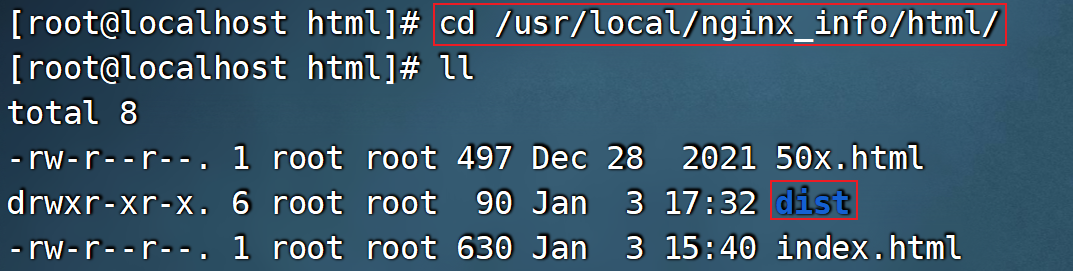 [root@localhost html]# cd /usr/local/nginx_info/html/
[root@localhost html]# ll
total 8
-rw-r--r--. 1 root root 497 Dec 28  2021 50x.html
drwxr-xr-x. 6 root root  90 Jan  3 17:32 dist
-rw-r--r--. 1 root root 630 Jan  3 15:40 index.html